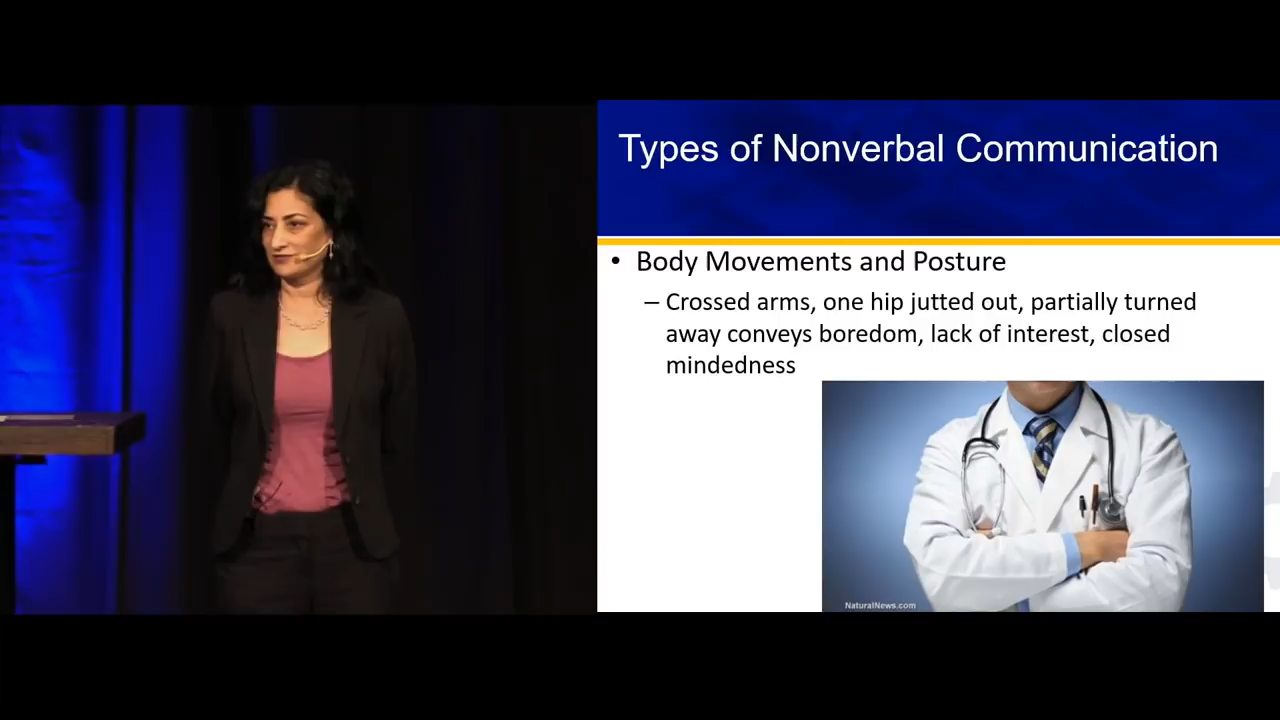 Types of Nonverbal Communication
• Body Movements and Posture
– Crossed arms, one hip jutted out, partially turned
away conveys boredom, lack of interest, closed
mindedness
NaturalNews.com